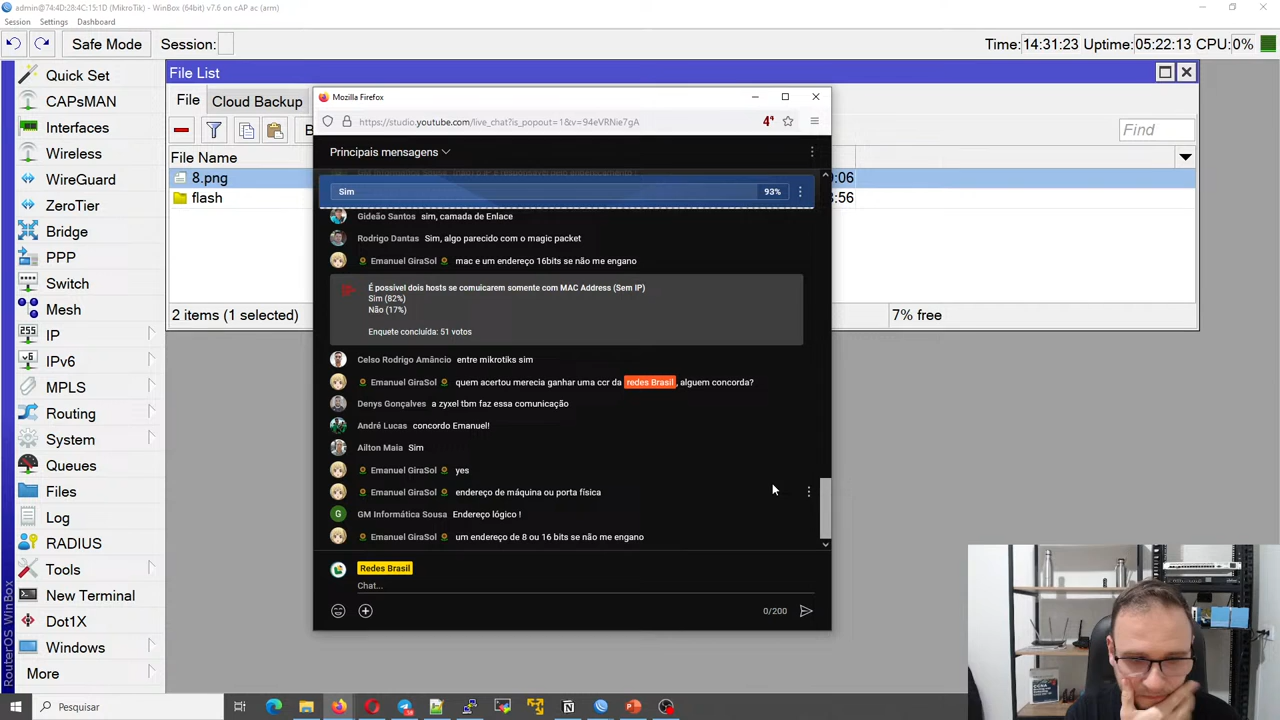 admin@74:4D:28:4C:15:1D (MikroTik) - WinBox (64bit) v7.6 on cAP ac (arm)
Session Settings Dashboard
Safe Mode Session: Time: 14:31:23 Uptime: 05:22:13 CPU: 0%
Quick Set
CAPsMAN
Interfaces
Wireless
WireGuard
ZeroTier
Bridge
PPP
Switch
Mesh
IP
IPv6
MPLS
Routing
System
Queues
Files
Log
RADIUS
Tools
New Terminal
Dot1X
Windows
More
RouterOS WinBox
File List
File Cloud Backup
B
Find
File Name
8.png :06
flash :56
2 items (1 selected) 7% free
Mozilla Firefox
https://studio.youtube.com/live_chat?is_popout=1&v=94eVRNie7gA
Principais mensagens
Sim 93%
Gideão Santos sim, camada de Enlace
Rodrigo Dantas Sim, algo parecido com o magic packet
Emanuel GiraSol mac e um endereço 16bits se não me engano
É possivel dois hosts se comuicarem somente com MAC Address (Sem IP)
Sim (82%)
Não (17%)
Enquete concluída: 51 votos
Celso Rodrigo Amâncio entre mikrotiks sim
Emanuel GiraSol quem acertou merecia ganhar uma ccr da redes Brasil, alguem concorda?
Denys Gonçalves a zyxel tbm faz essa comunicação
André Lucas concordo Emanuel!
Ailton Maia Sim
Emanuel GiraSol yes
Emanuel GiraSol endereço de máquina ou porta física
G GM Informática Sousa Endereço lógico !
Emanuel GiraSol um endereço de 8 ou 16 bits se não me engano
Redes Brasil
Chat...
0/200
Pesquisar